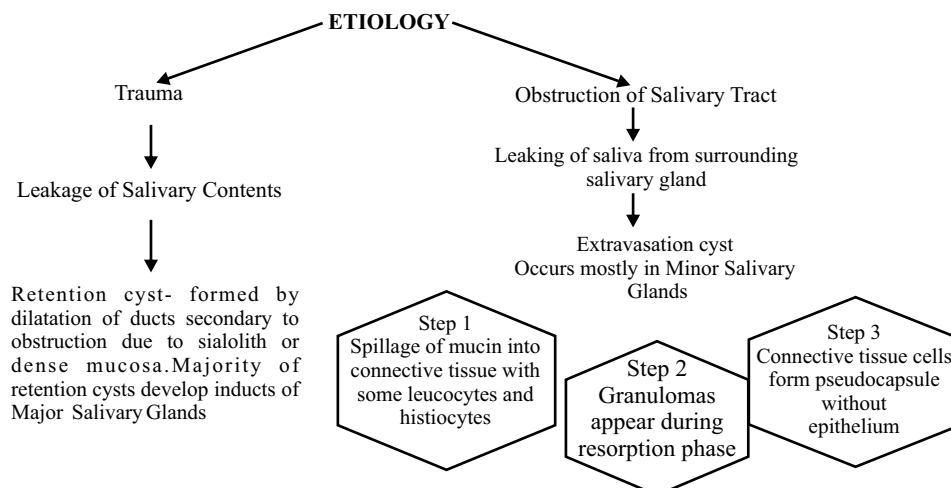 ETIOLOGY
Trauma
Leakage of Salivary Contents
Retention cyst- formed by
dilatation of ducts secondary to
obstruction due to sialolith or
dense mucosa.Majority of
retention cysts develop inducts of
Major Salivary Glands
Obstruction of Salivary Tract
Leaking of saliva from surrounding
salivary gland
Extravasation cyst
Occurs mostly in Minor Salivary
Glands
Step 1
Spillage of mucin into
connective tissue with
some leucocytes and
histiocytes
Step 2
Granulomas
appear during
resorption phase
Step 3
Connective tissue cells
form pseudocapsule
without
epithelium